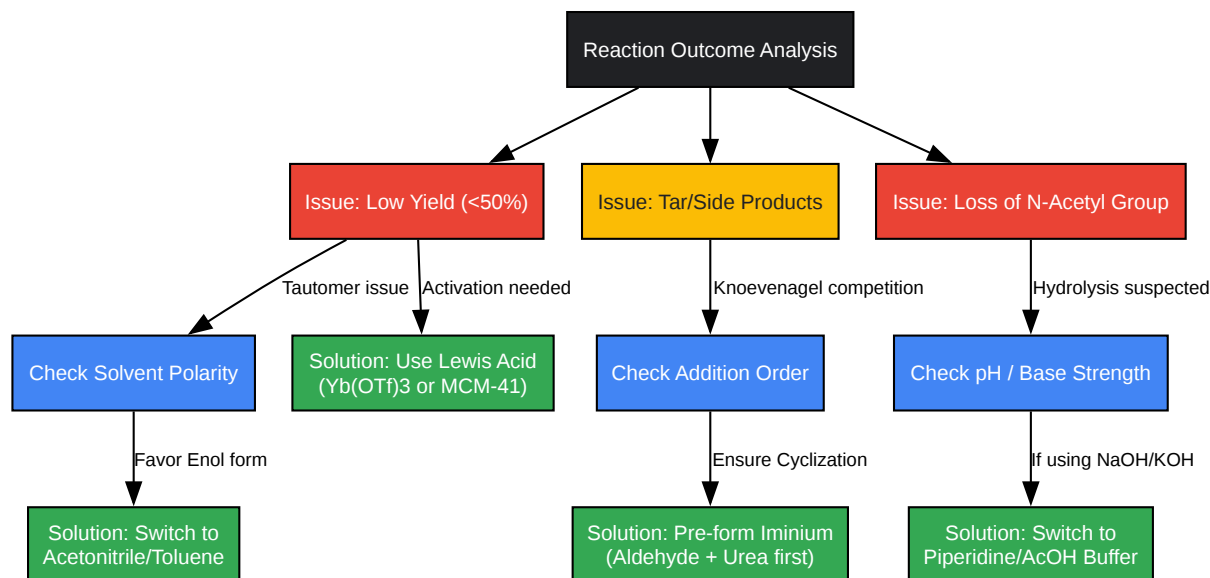 Reaction Outcome Analysis
Issue: Low Yield (<50%)
Issue: Tar/Side Products
Issue: Loss of N-Acetyl Group
Tautomer issue
Activation needed
Knoevenagel competition
Hydrolysis suspected
Check Solvent Polarity
Solution: Use Lewis Acid
(Yb(OTf)3 or MCM-41)
Check Addition Order
Check pH / Base Strength
Favor Enol form
Ensure Cyclization
If using NaOH/KOH
Solution: Switch to
Acetonitrile/Toluene
Solution: Pre-form Iminium
(Aldehyde + Urea first)
Solution: Switch to
Piperidine/AcOH Buffer